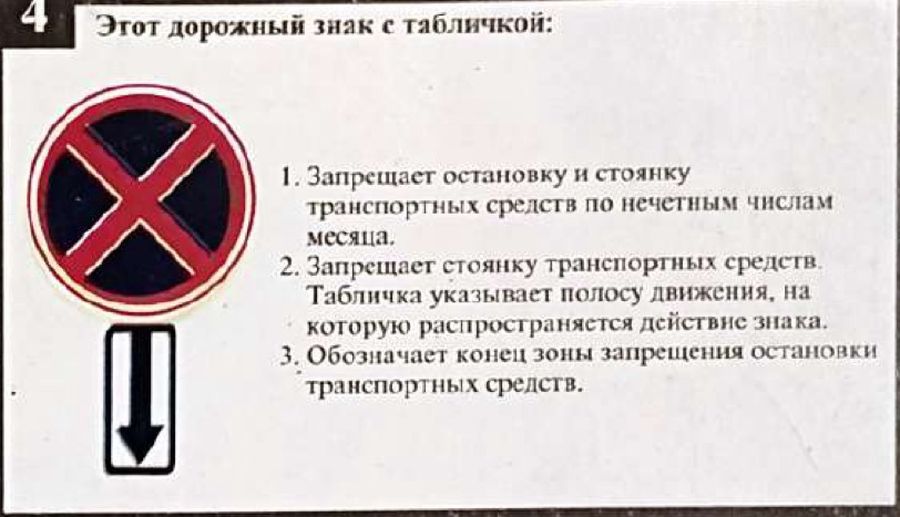 4
Этот дорожный знак с табличкой:
1. Запрещает остановку и стоянку
транспортных средств по нечетным числам
месяца.
2. Запрещает стоянку транспортных средств.
Табличка указывает полосу движения, на
которую распространяется действие знака.
3. Обозначает конец зоны запрещения остановки
транспортных средств.